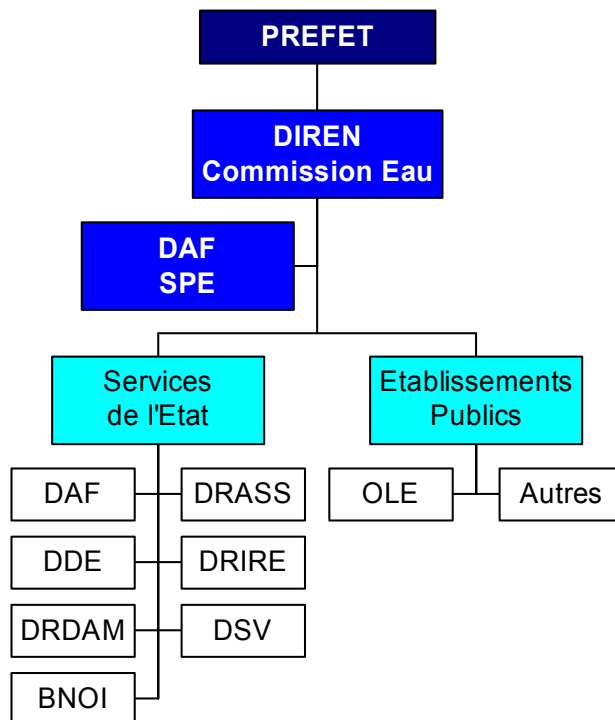 PREFET
DIREN
Commission Eau
DAF
SPE
Services
de l'Etat
Etablissements
Publics
DAF
DRASS
OLE
Autres
DDE
DRIRE
DRDAM
DSV
BNOI